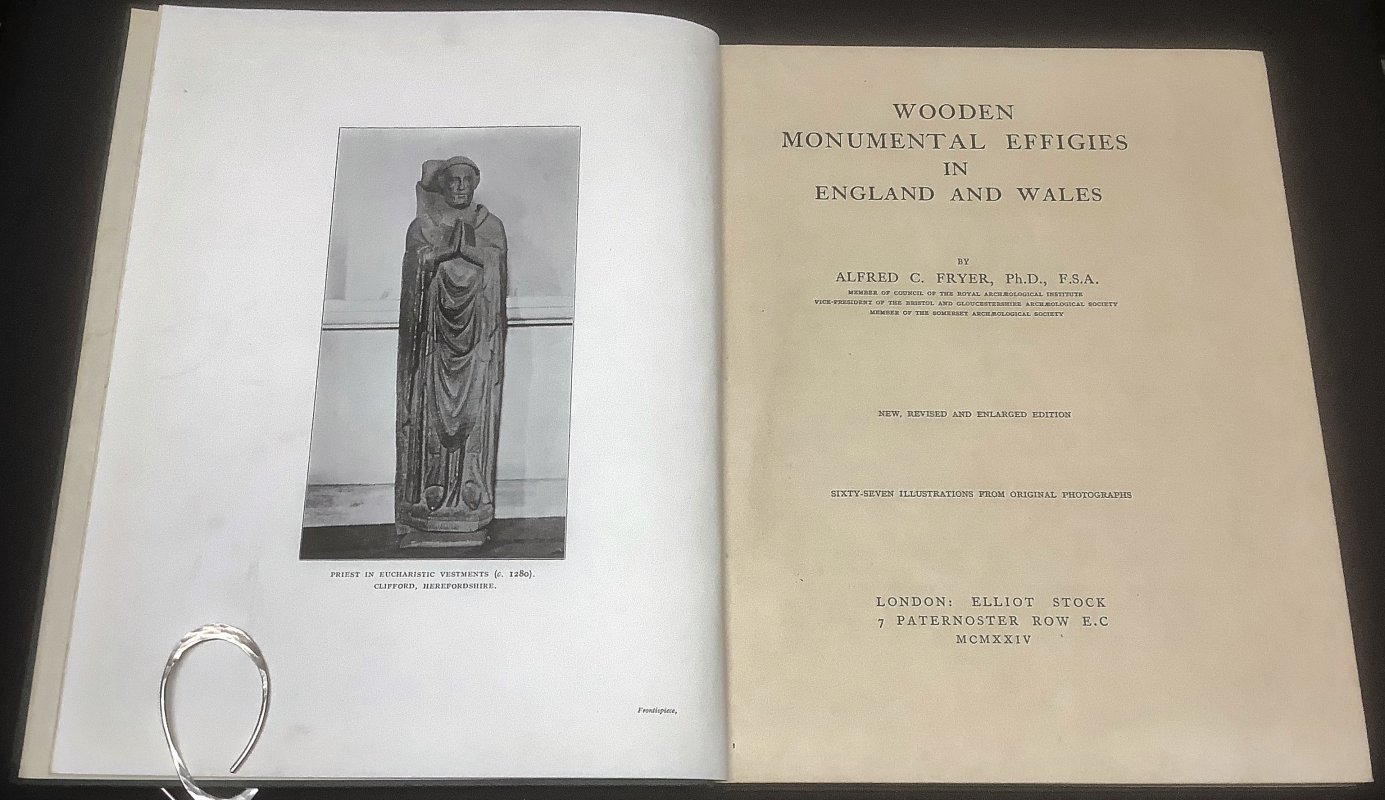 PRIEST IN EUCHARISTIC VESTMENTS (c. 1280).
CLIFFORD, HEREFORDSHIRE.
Frontispiece,
WOODEN
MONUMENTAL EFFIGIES
IN
ENGLAND AND WALES
BY
ALFRED C. FRYER, Ph.D., F.S.A.
MEMBER OF COUNCIL OF THE ROYAL ARCHÆOLOGICAL INSTITUTE
VICE-PRESIDENT OF THE BRISTOL AND GLOUCESTERSHIRE ARCHÆOLOGICAL SOCIETY
MEMBER OF THE SOMERSET ARCHÆOLOGICAL SOCIETY
NEW, REVISED AND ENLARGED EDITION
SIXTY-SEVEN ILLUSTRATIONS FROM ORIGINAL PHOTOGRAPHS
LONDON: ELLIOT STOCK
7 PATERNOSTER ROW E.C
MCMXXIV